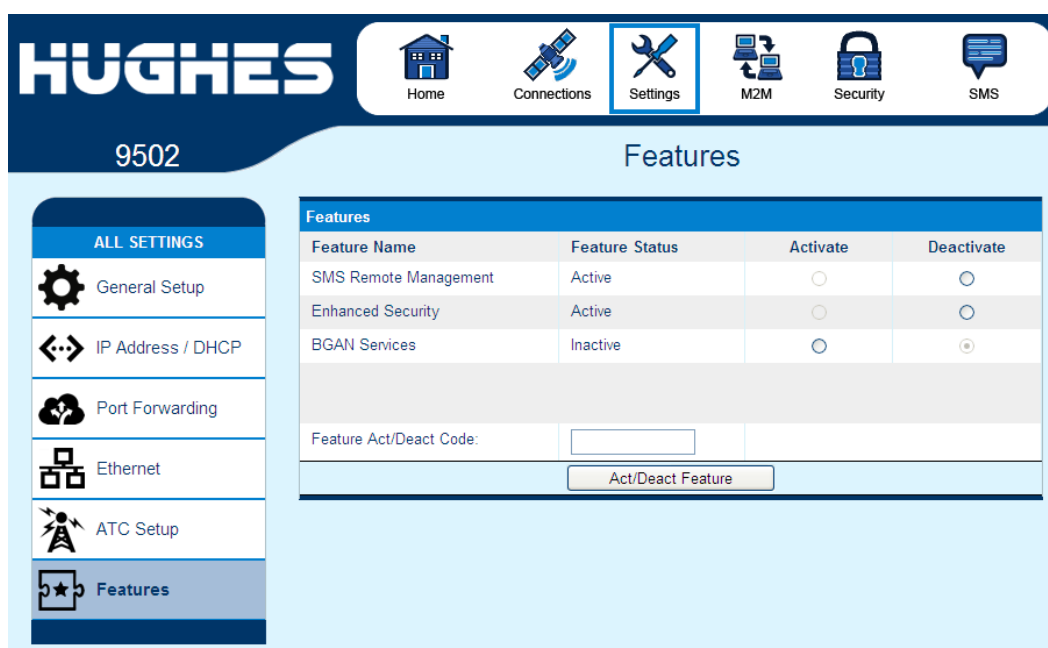 HUGHES
Home
Connections
Settings
M2M
Security
SMS
9502
Features
ALL SETTINGS
General Setup
IP Address / DHCP
Port Forwarding
Ethernet
ATC Setup
Features
Features
Feature Name Feature Status Activate Deactivate
SMS Remote Management Active
Enhanced Security Active
BGAN Services Inactive
Feature Act/Deact Code:
Act/Deact Feature